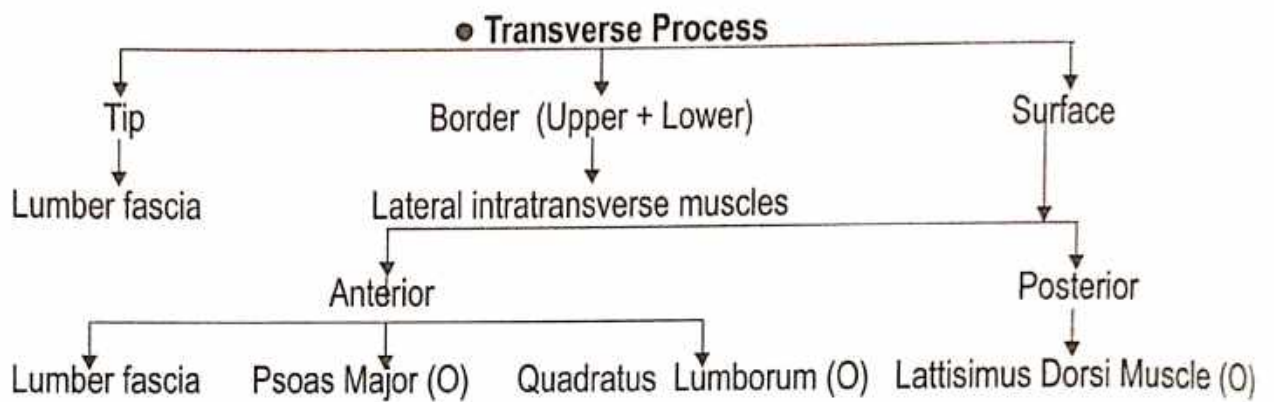 ● Transverse Process
Tip Border (Upper + Lower) Surface
Lumber fascia Lateral intratransverse muscles
Anterior Posterior
Lumber fascia Psoas Major (O) Quadratus Lumborum (O) Lattisimus Dorsi Muscle (O)